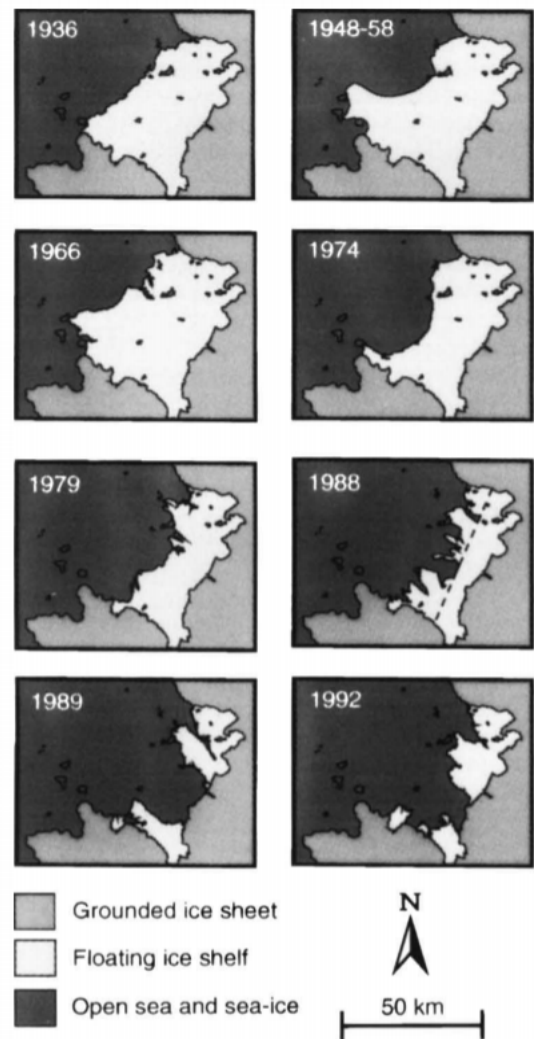 1936
1948-58
1966
1974
1979
1988
1989
1992
Grounded ice sheet
Floating ice shelf
Open sea and sea-ice
N
50 km